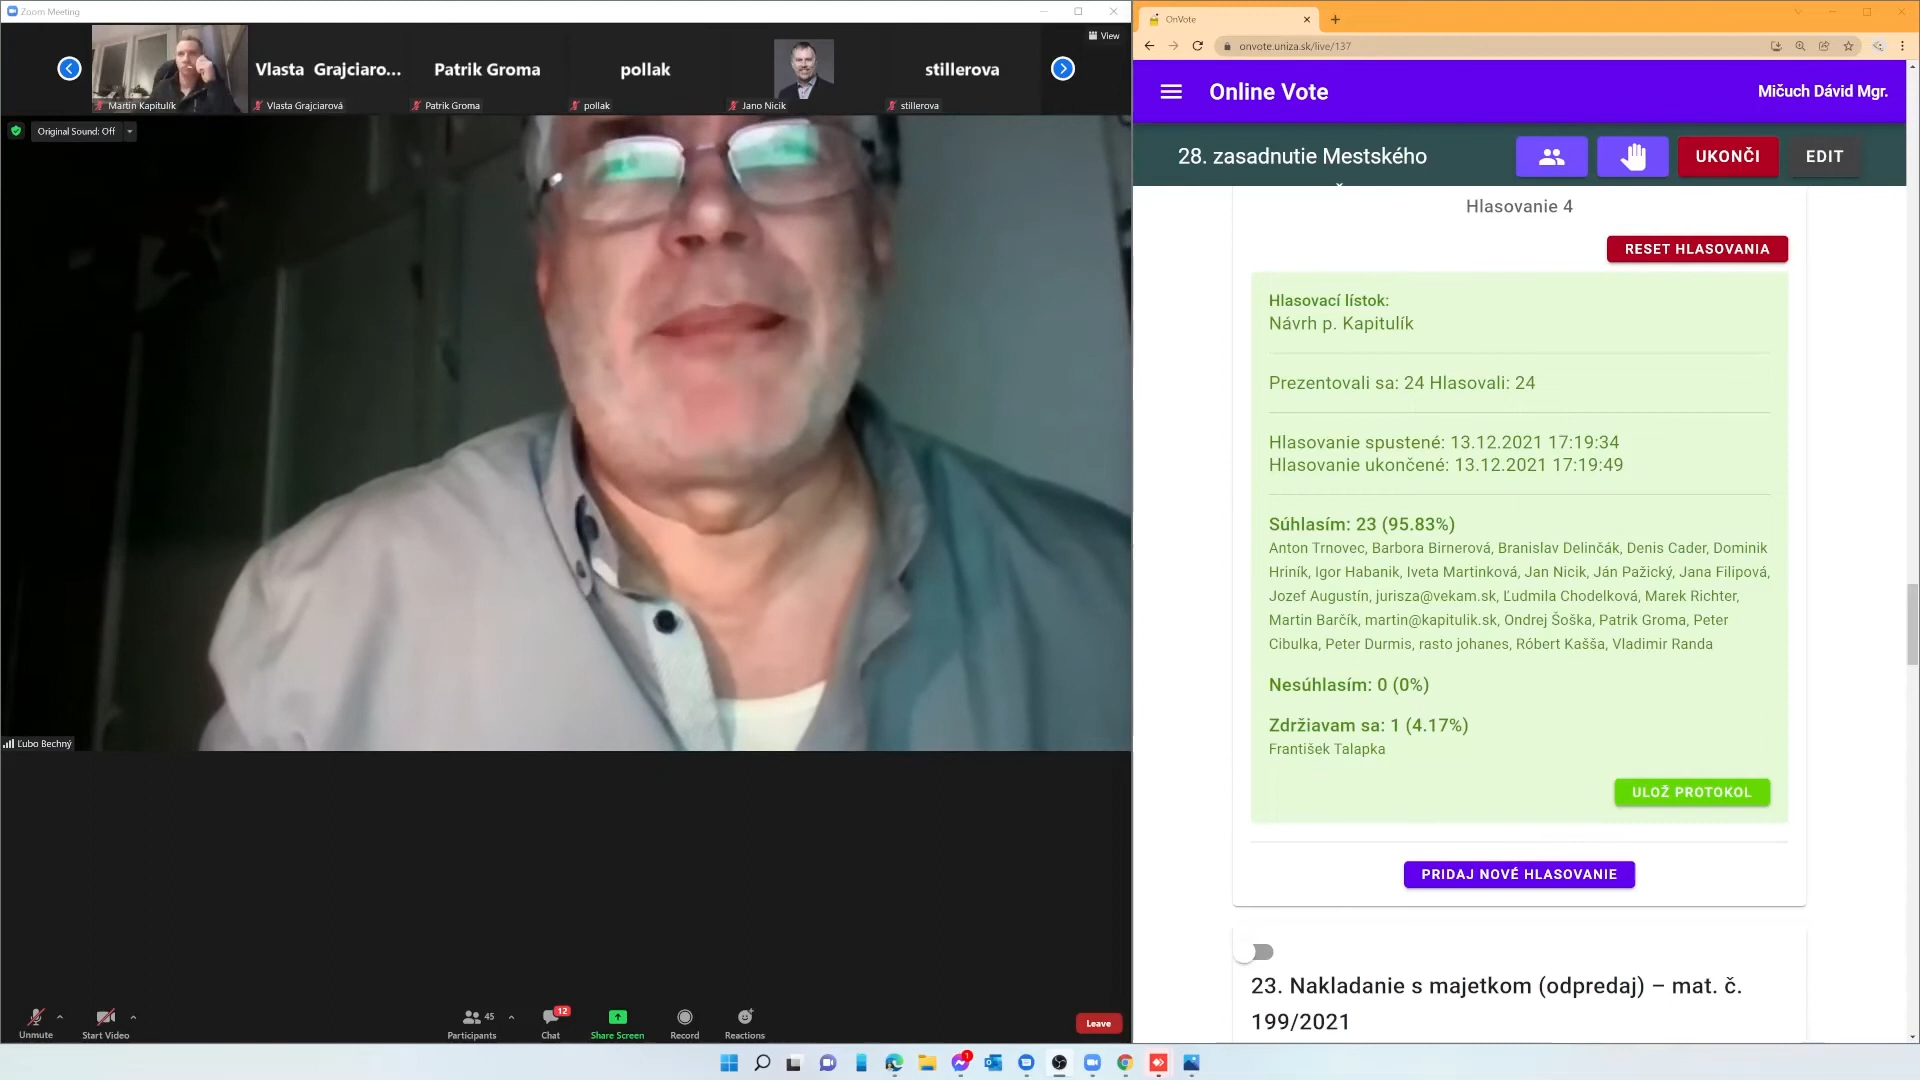 Zoom Meeting
View
Vlasta Grajciaro...
Patrik Groma
pollak
stillerova
Martin Kapitulík
Vlasta Grajciarová
Patrik Groma
pollak
Jano Nicik
stillerova
Original Sound: Off
Ľubo Bechný
Unmute
Start Video
45
Participants
12
Chat
Share Screen
Record
Reactions
Leave
OnVote
onvote.uniza.sk/live/137
Online Vote
Mičuch Dávid Mgr.
28. zasadnutie Mestského
UKONČI
EDIT
Hlasovanie 4
RESET HLASOVANIA
Hlasovací lístok:
Návrh p. Kapitulík
Prezentovali sa: 24 Hlasovali: 24
Hlasovanie spustené: 13.12.2021 17:19:34
Hlasovanie ukončené: 13.12.2021 17:19:49
Súhlasím: 23 (95.83%)
Anton Trnovec, Barbora Birnerová, Branislav Delinčák, Denis Cader, Dominik
Hriník, Igor Habanik, Iveta Martinková, Jan Nicik, Ján Pažický, Jana Filipová,
Jozef Augustín, jurisza@vekam.sk, Ľudmila Chodelková, Marek Richter,
Martin Barčík, martin@kapitulik.sk, Ondrej Šoška, Patrik Groma, Peter
Cibulka, Peter Durmis, rasto johanes, Róbert Kašša, Vladimir Randa
Nesúhlasím: 0 (0%)
Zdržiavam sa: 1 (4.17%)
František Talapka
ULOŽ PROTOKOL
PRIDAJ NOVÉ HLASOVANIE
23. Nakladanie s majetkom (odpredaj) – mat. č.
199/2021
1